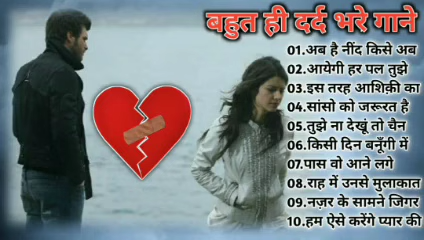 बहुत ही दर्द भरे गाने
01.अब है नींद किसे अब
02.आयेगी हर पल तुझे
03.इस तरह आशिक़ी का
04.सांसो को जरूरत है
05.तुझे ना देखूं तो चैन
06.किसी दिन बनूँगी में
07.पास वो आने लगे
08.राह में उनसे मुलाकात
09.नज़र के सामने जिगर
10.हम ऐसे करेंगे प्यार की